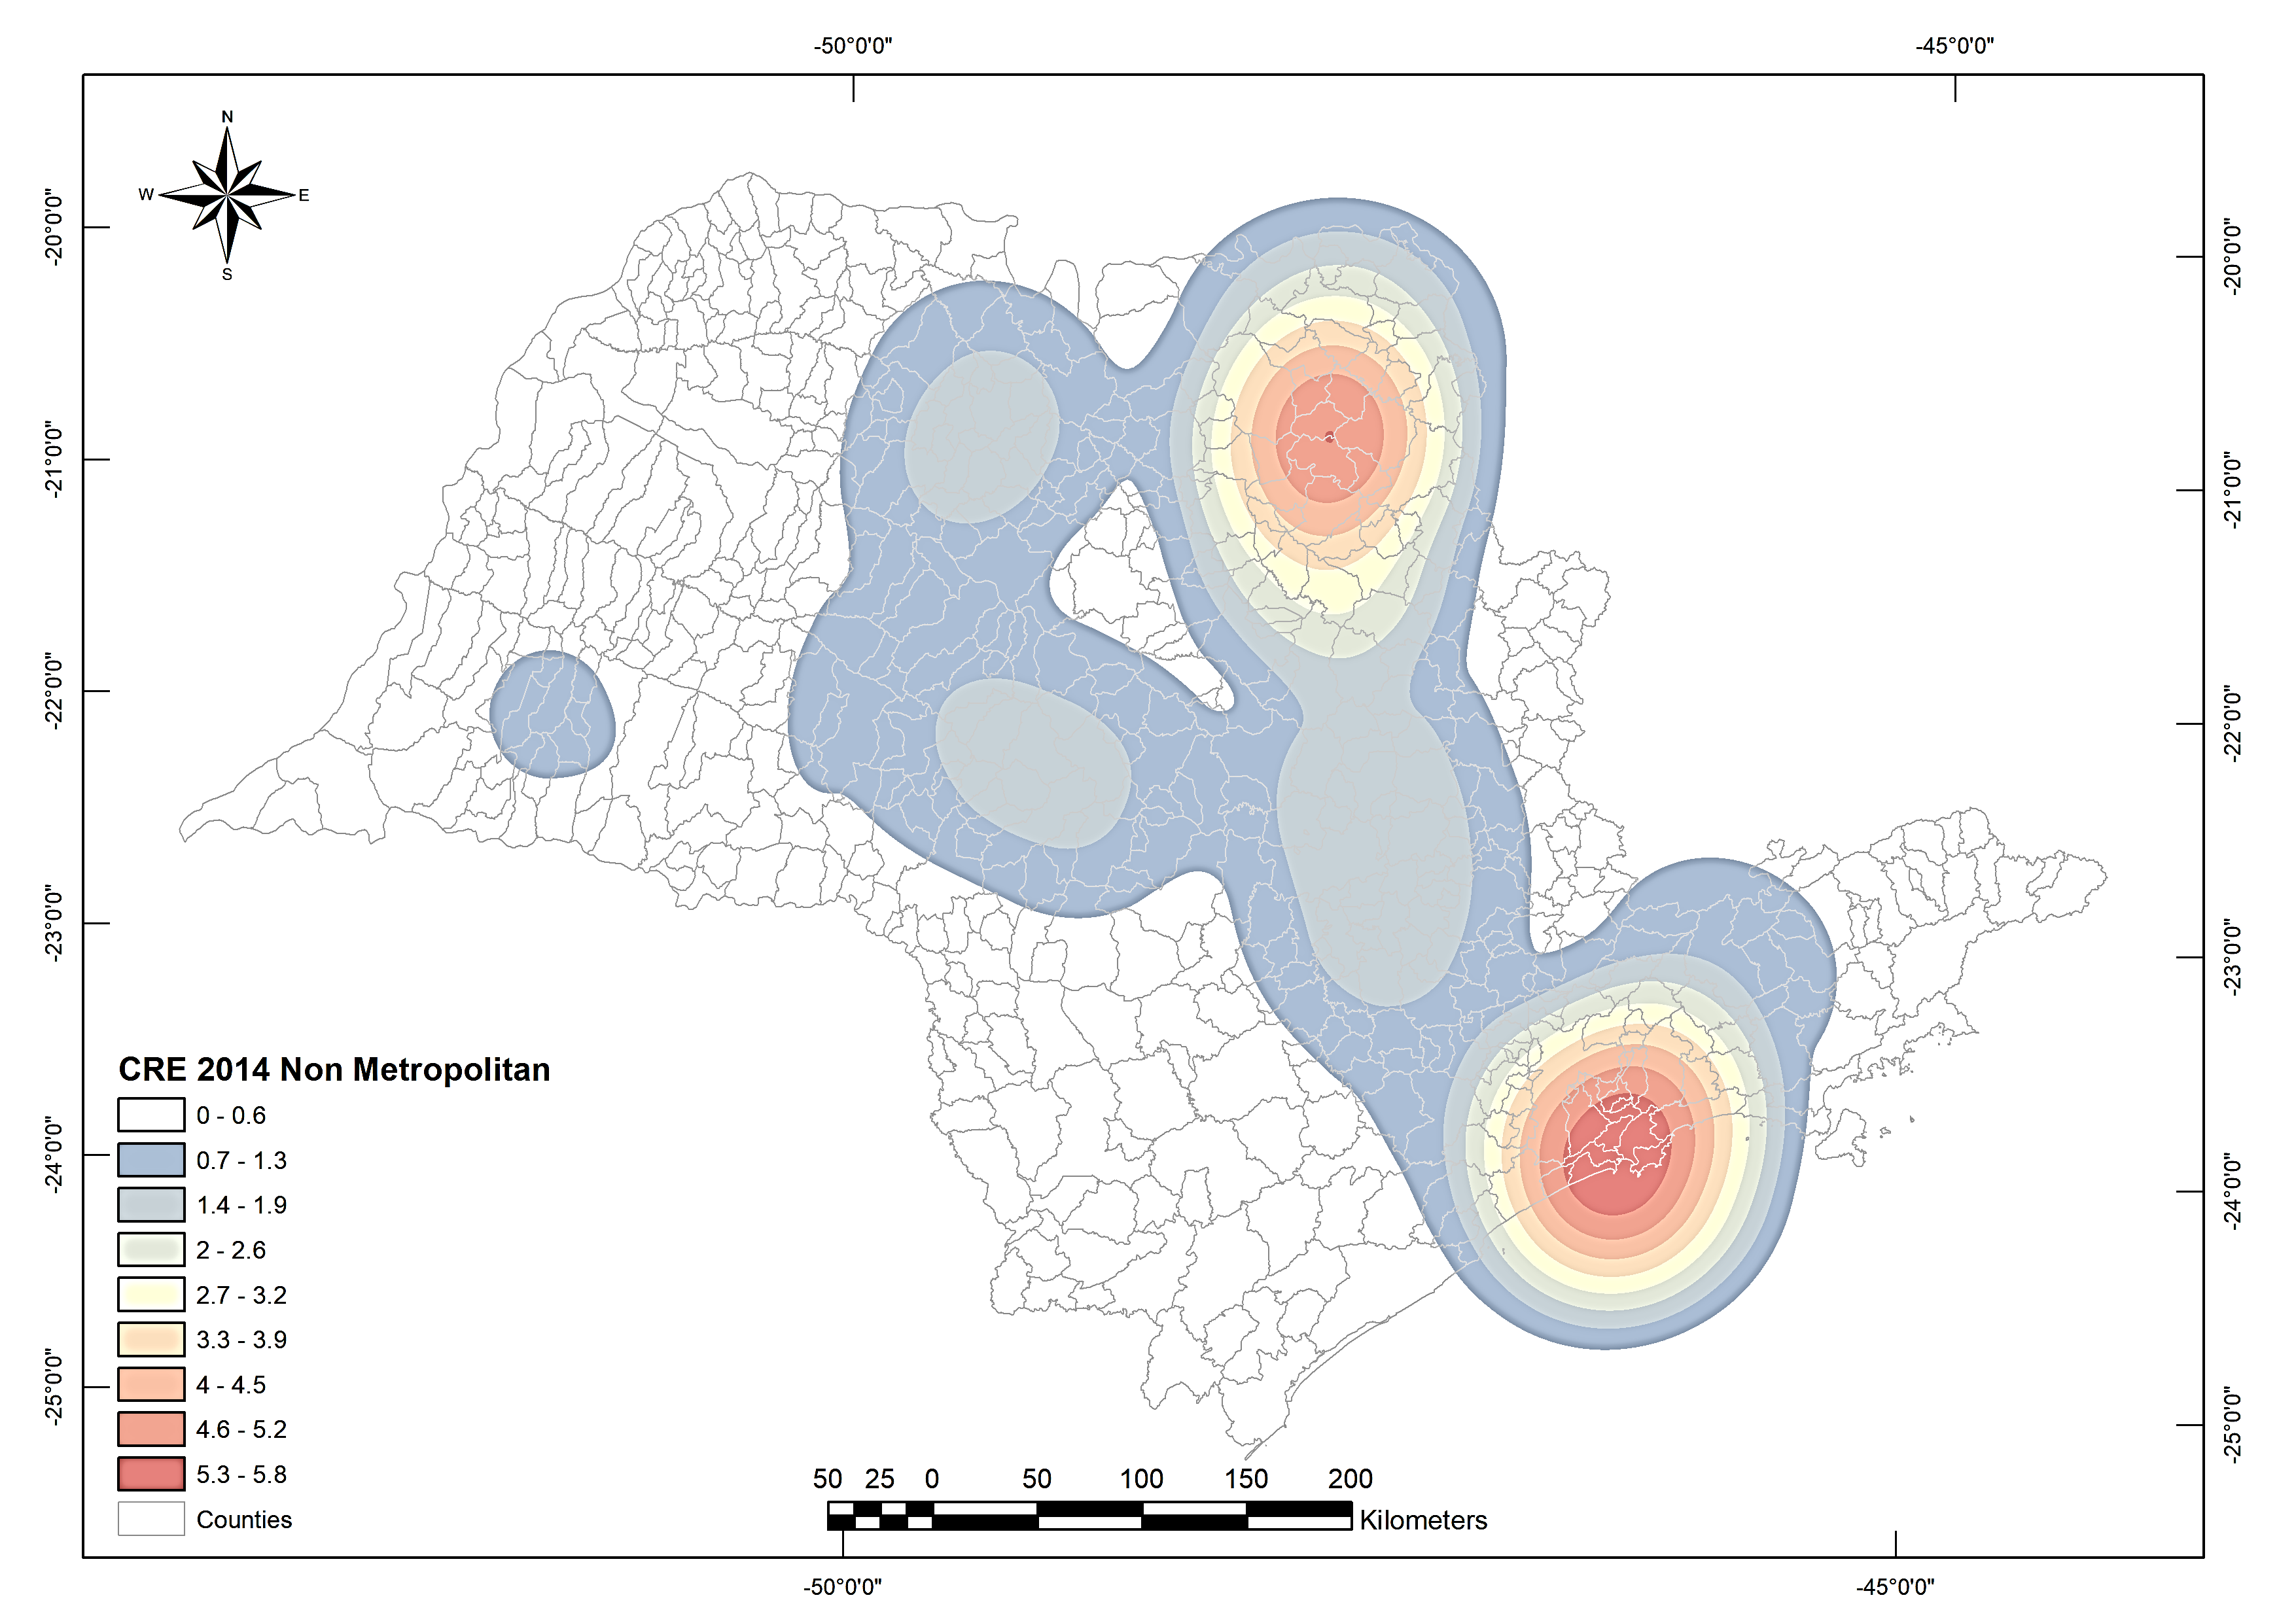 -50°0'0"
-45°0'0"
N
W
E
S
-20°0'0"
-20°0'0"
-21°0'0"
-21°0'0"
-22°0'0"
-22°0'0"
-23°0'0"
-23°0'0"
-24°0'0"
-24°0'0"
-25°0'0"
-25°0'0"
CRE 2014 Non Metropolitan
0 - 0.6
0.7 - 1.3
1.4 - 1.9
2 - 2.6
2.7 - 3.2
3.3 - 3.9
4 - 4.5
4.6 - 5.2
5.3 - 5.8
Counties
50 25 0 50 100 150 200
Kilometers
-50°0'0"
-45°0'0"